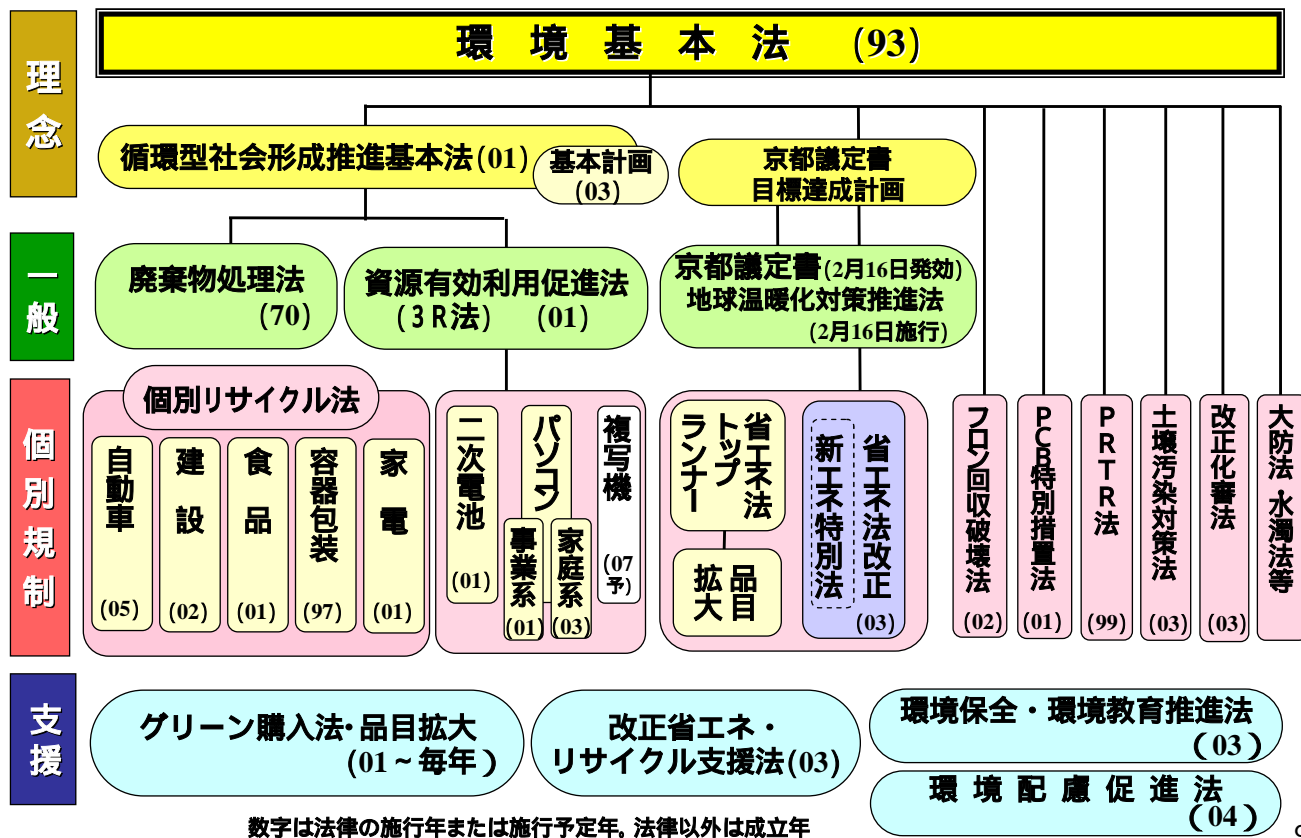 理念
環境基本法 (93)
循環型社会形成推進基本法(01)
基本計画
(03)
京都議定書
目標達成計画
一般
廃棄物処理法
(70)
資源有効利用促進法
(3R法) (01)
京都議定書(2月16日発効)
地球温暖化対策推進法
(2月16日施行)
個別規制
個別リサイクル法
自動車
(05)
建設
(02)
食品
(01)
容器包装
(97)
家電
(01)
二次電池
(01)
パソコン
事業系
(01)
家庭系
(03)
複写機
(07
予)
省エネ法
トップ
ランナー
品目
拡大
省エネ法改正
新エネ特別法
(03)
フロン回収破壊法
(02)
PCB特別措置法
(01)
PRTR法
(99)
土壌汚染対策法
(03)
改正化審法
(03)
大防法・水濁法等
支援
グリーン購入法・品目拡大
(01~毎年)
改正省エネ・
リサイクル支援法(03)
環境保全・環境教育推進法
(03)
環境配慮促進法
(04)
数字は法律の施行年または施行予定年。法律以外は成立年